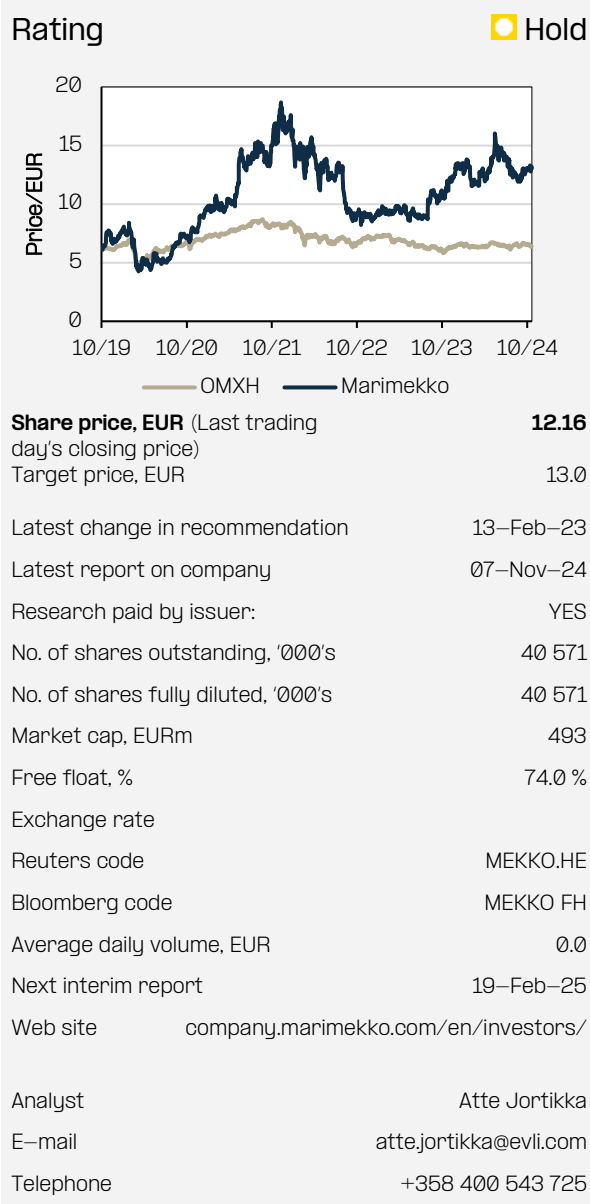 Rating Hold
20
15
10
5
0
Price/EUR
10/19 10/20 10/21 10/22 10/23 10/24
OMXH Marimekko
Share price, EUR (Last trading day's closing price) 12.16
Target price, EUR 13.0
Latest change in recommendation 13–Feb–23
Latest report on company 07–Nov–24
Research paid by issuer: YES
No. of shares outstanding, '000's 40 571
No. of shares fully diluted, '000's 40 571
Market cap, EURm 493
Free float, % 74.0 %
Exchange rate
Reuters code MEKKO.HE
Bloomberg code MEKKO FH
Average daily volume, EUR 0.0
Next interim report 19–Feb–25
Web site company.marimekko.com/en/investors/
Analyst Atte Jortikka
E–mail atte.jortikka@evli.com
Telephone +358 400 543 725